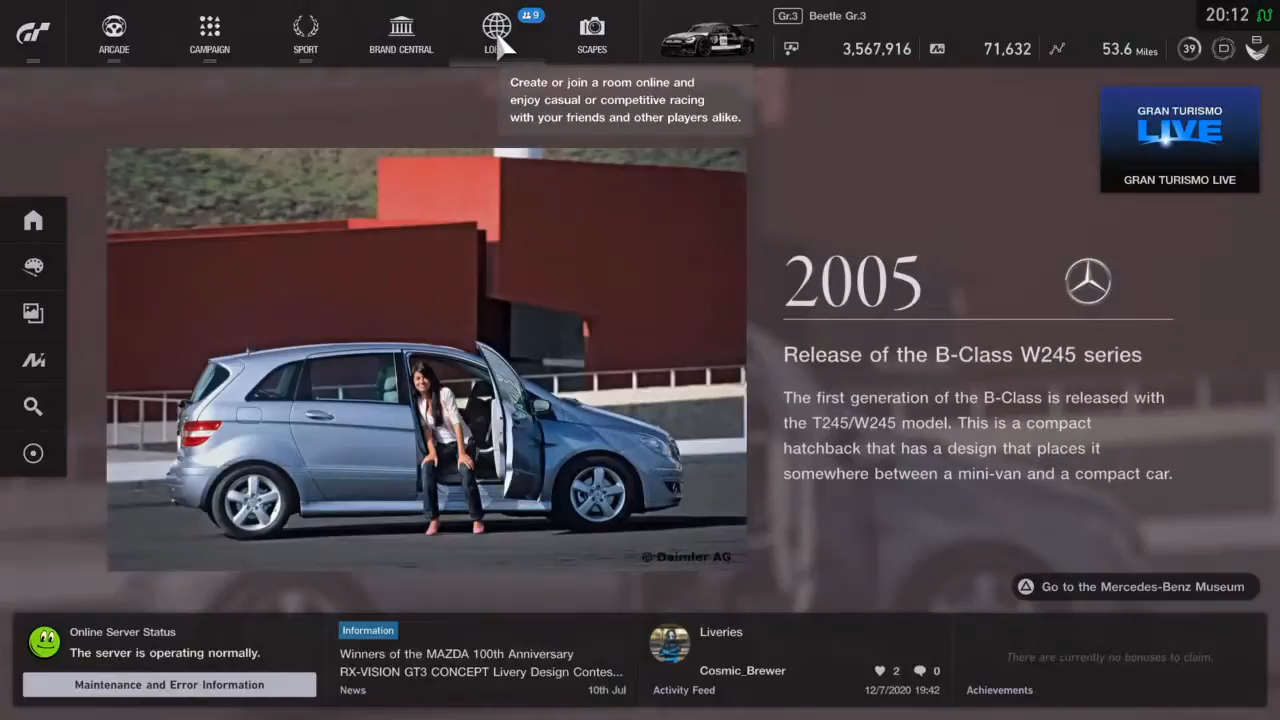 ARCADE
CAMPAIGN
SPORT
BRAND CENTRAL
9
SCAPES
Gr.3 Beetle Gr.3
20:12
3,567,916
71,632
53.6 Miles
39
Create or join a room online and
enjoy casual or competitive racing
with your friends and other players alike.
GRAN TURISMO
LIVE
GRAN TURISMO LIVE
2005
Release of the B-Class W245 series
The first generation of the B-Class is released with
the T245/W245 model. This is a compact
hatchback that has a design that places it
somewhere between a mini-van and a compact car.
© Daimler AG
Go to the Mercedes-Benz Museum
Online Server Status
The server is operating normally.
Maintenance and Error Information
Information
Winners of the MAZDA 100th Anniversary
RX-VISION GT3 CONCEPT Livery Design Contes...
News 10th Jul
Liveries
Cosmic_Brewer
2 0
Activity Feed 12/7/2020 19:42
There are currently no bonuses to claim.
Achievements